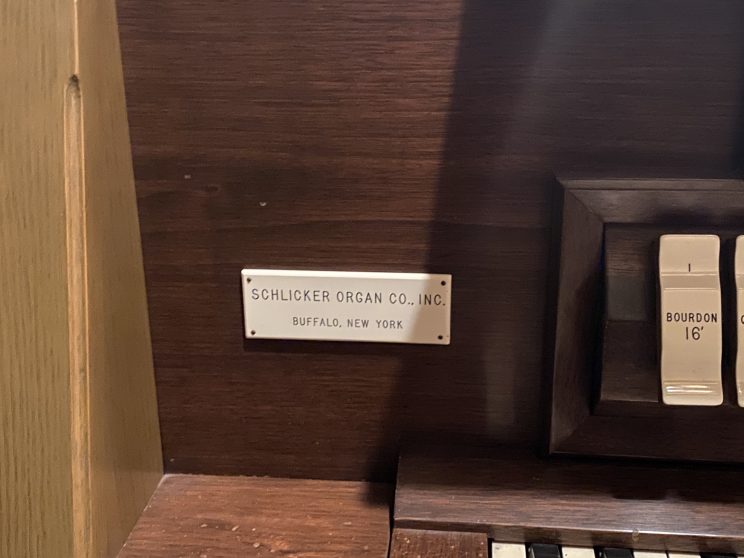 SCHLICKER ORGAN CO., INC.
BUFFALO, NEW YORK
I
BOURDON
16'